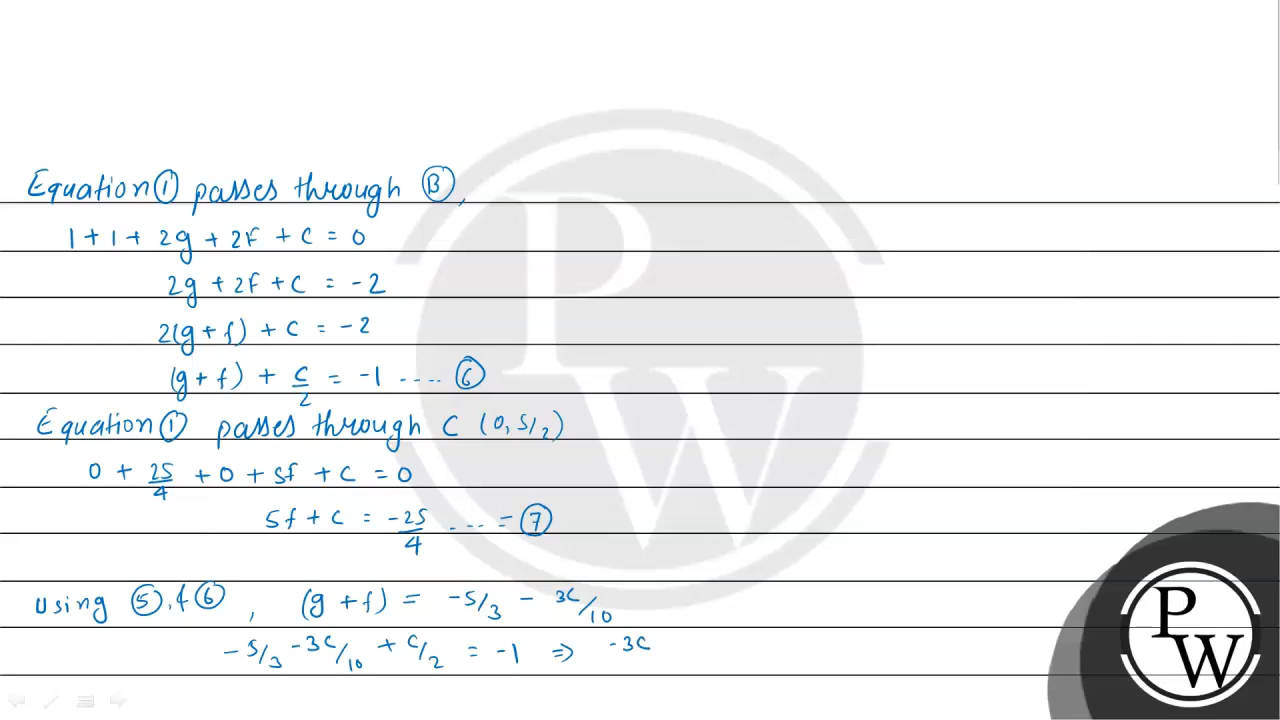 Equation ① passes through Ⓑ,
1 + 1 + 2g + 2f + c = 0
2g + 2f + c = -2
2(g + f) + c = -2
(g + f) + c/2 = -1 .... ⑥
Equation ① passes through C (0, 5/2)
0 + 25/4 + 0 + 5f + c = 0
5f + c = -25/4 ... = ⑦
Using ⑤ & ⑥, (g + f) = -5/3 - 3c/10
-5/3 - 3c/10 + c/2 = -1 ⇒ -3c
P
W
P
W